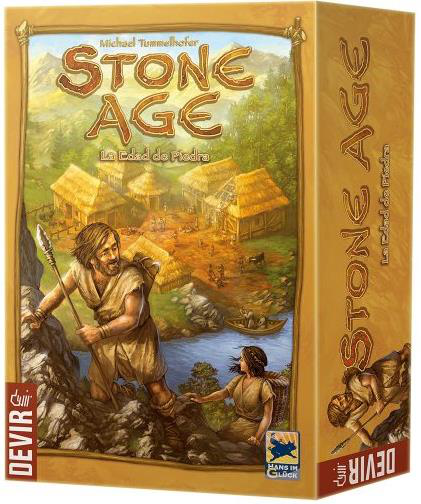 Michael Tummelhofer
STONE
AGE
La Edad de Piedra
DEVIR
HANS IM
GLÜCK
STONE AGE
La Edad de Piedra
DEVIR